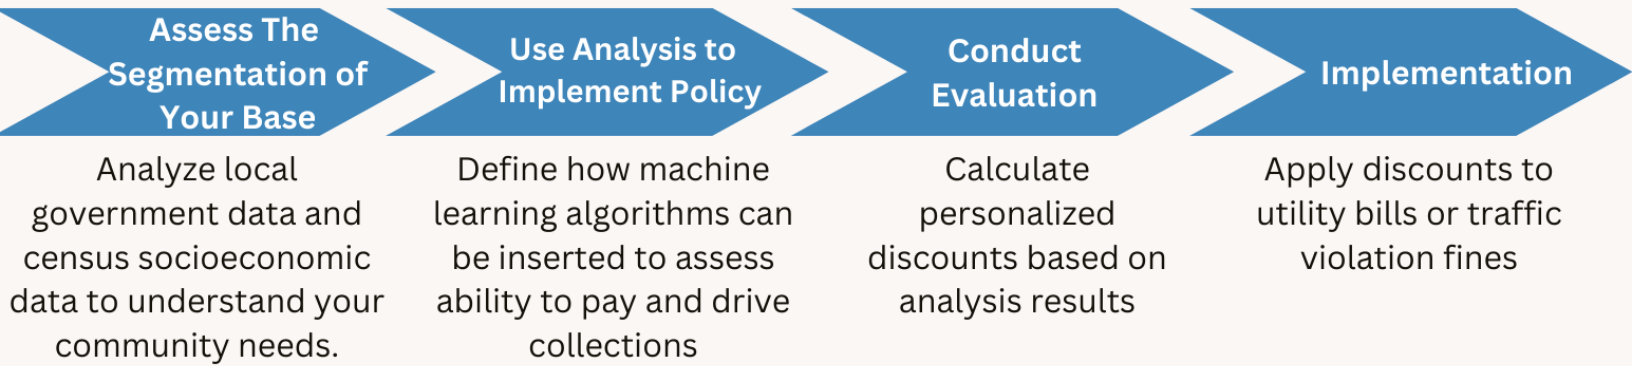 Assess The
Segmentation of
Your Base
Analyze local
government data and
census socioeconomic
data to understand your
community needs.
Use Analysis to
Implement Policy
Define how machine
learning algorithms can
be inserted to assess
ability to pay and drive
collections
Conduct
Evaluation
Calculate
personalized
discounts based on
analysis results
Implementation
Apply discounts to
utility bills or traffic
violation fines